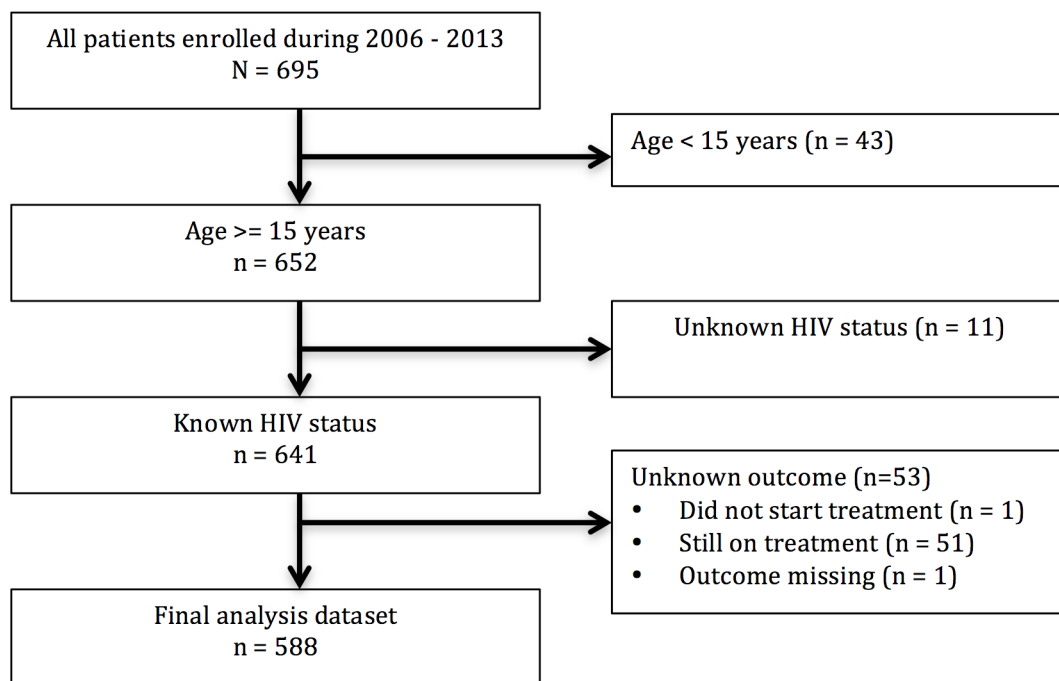 All patients enrolled during 2006 - 2013
N = 695
Age < 15 years (n = 43)
Age >= 15 years
n = 652
Unknown HIV status (n = 11)
Known HIV status
n = 641
Unknown outcome (n=53)
• Did not start treatment (n = 1)
• Still on treatment (n = 51)
• Outcome missing (n = 1)
Final analysis dataset
n = 588